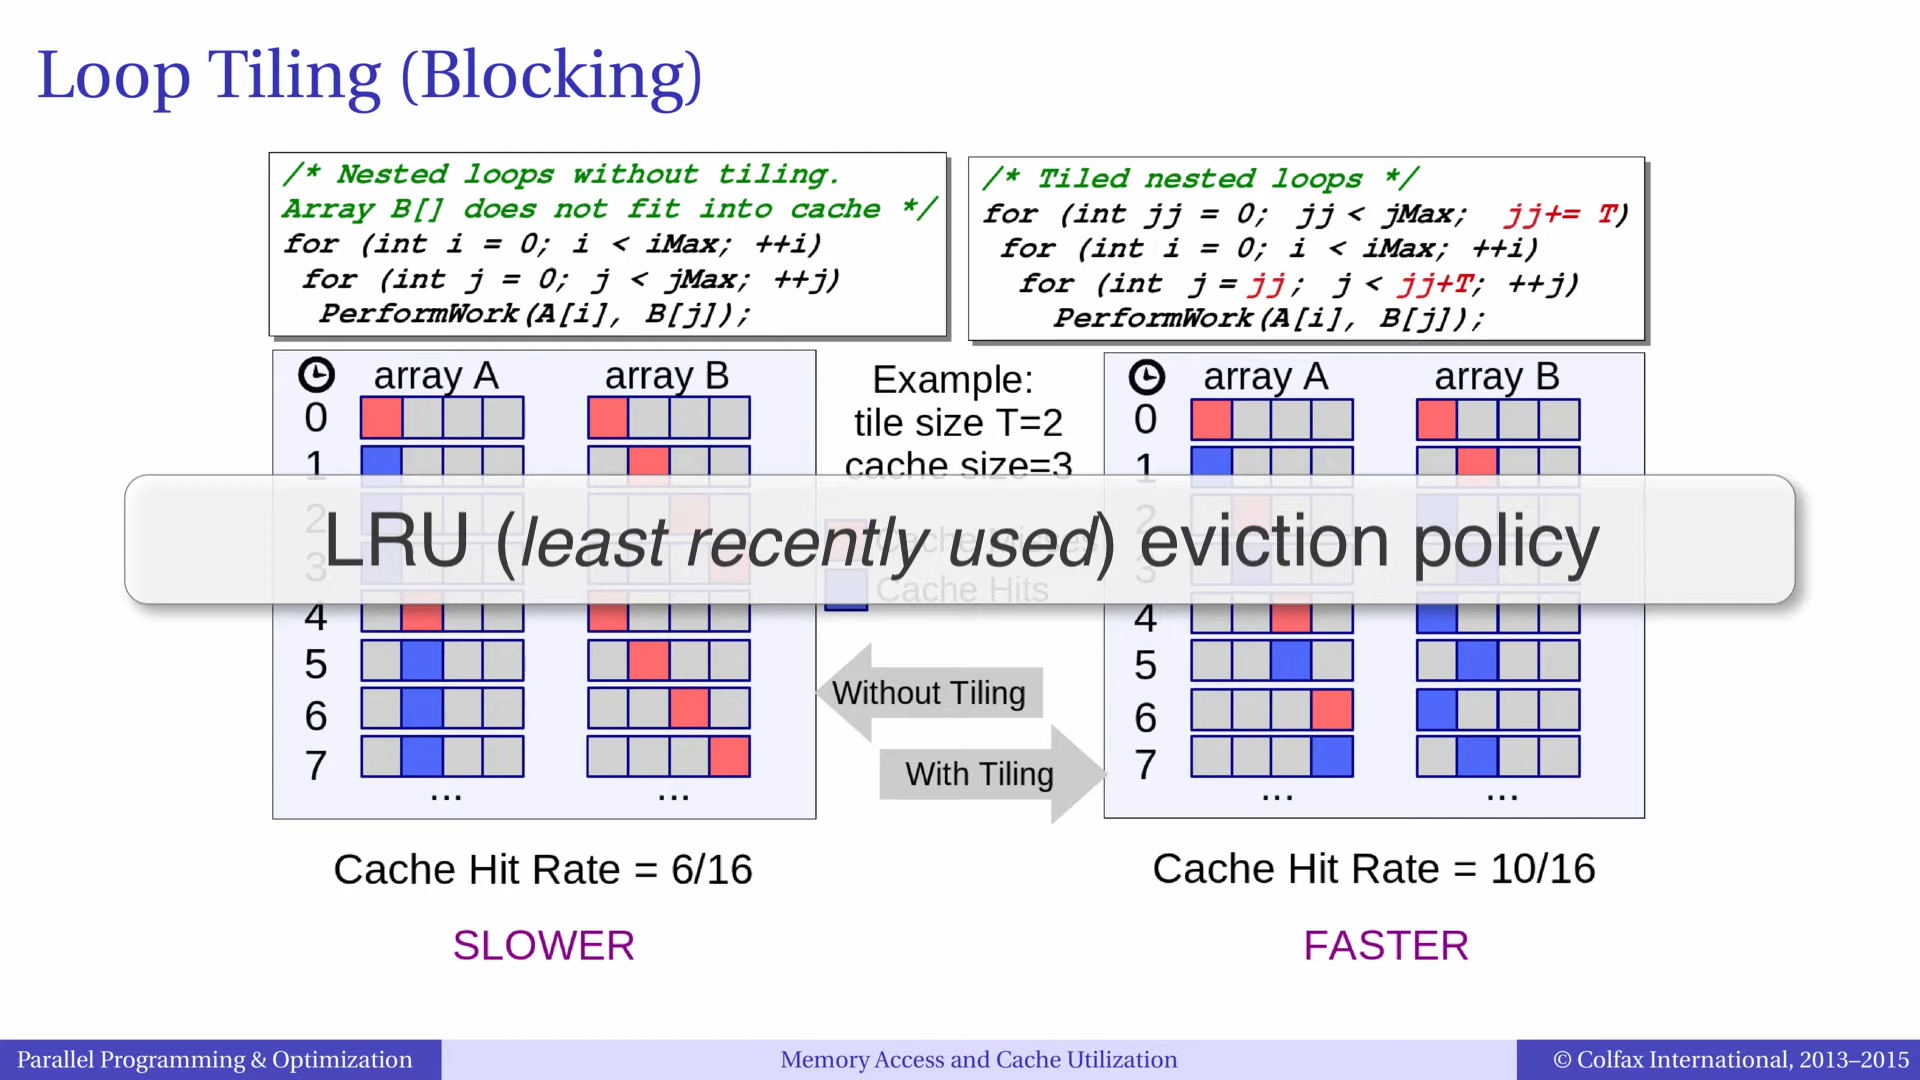 Loop Tiling (Blocking)
/* Nested loops without tiling.
Array B[] does not fit into cache */
for (int i = 0; i < iMax; ++i)
for (int j = 0; j < jMax; ++j)
PerformWork(A[i], B[j]);
/* Tiled nested loops */
for (int jj = 0; jj < jMax; jj+= T)
for (int i = 0; i < iMax; ++i)
for (int j = jj; j < jj+T; ++j)
PerformWork(A[i], B[j]);
array A array B
0
1
2
3
4
5
6
7
... ...
Example:
tile size T=2
cache size=3
LRU (least recently used) eviction policy
Cache Hits
Without Tiling
With Tiling
array A array B
0
1
2
3
4
5
6
7
... ...
Cache Hit Rate = 6/16
SLOWER
Cache Hit Rate = 10/16
FASTER
Parallel Programming & Optimization
Memory Access and Cache Utilization
© Colfax International, 2013–2015